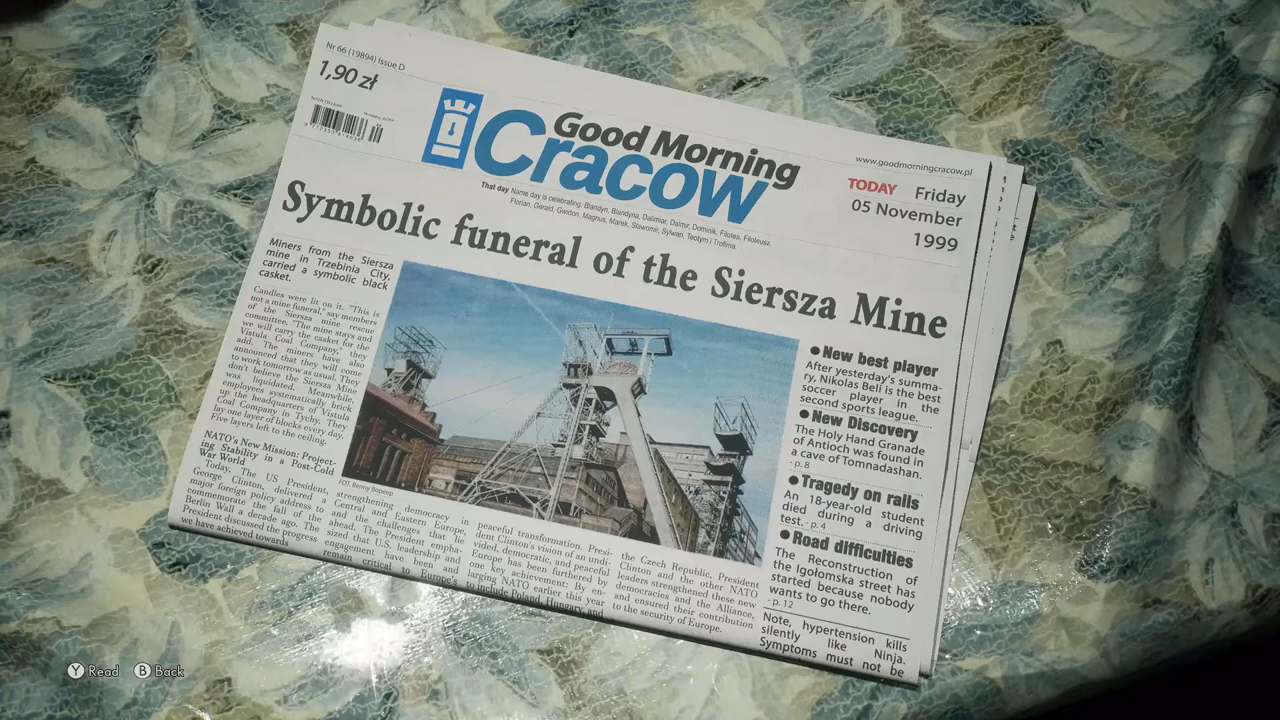 Nr 66 (19894) Issue D
1,90 zł
Good Morning
Cracow
www.goodmorningcracow.pl
TODAY Friday
05 November
1999
That day Name day is celebrating: Blandyn, Blandyna, Dalimiar, Dalmir, Dominik, Filotea, Filoteusz,
Florian, Gerald, Gwidon, Magnus, Marek, Sławomir, Sylwan, Teotym i Trofima.
Symbolic funeral of the Siersza Mine
Miners from the Siersza
mine in Trzebinia City,
carried a symbolic black
casket.
Candles were lit on it. "This is
not a mine funeral," say members
of the Siersza mine rescue
committee. "The mine stays and
we will carry the casket for the
Vistula Coal Company," they
add. The miners have also
announced that they will come
to work tomorrow as usual. They
don't believe the Siersza Mine
was liquidated. Meanwhile,
employees systematically brick
up the headquarters of Vistula
Coal Company in Tychy. They
lay one layer of blocks every day.
Five layers left to the ceiling.
NATO's New Mission: Project-
ing Stability in a Post-Cold
War World
Today, The US President,
George Clinton, delivered a
major foreign policy address to
commemorate the fall of the
Berlin Wall a decade ago. The
President discussed the progress
we have achieved towards
FOT. Benny Bopeep
strengthening democracy in
Central and Eastern Europe,
and the challenges that lie
ahead. The President empha-
sized that U.S. leadership and
engagement have been and
remain critical to Europe's
peaceful transformation. Presi-
dent Clinton's vision of an undi-
vided, democratic, and peaceful
Europe has been furthered by
one key achievement: By en-
larging NATO earlier this year
to include Poland, Hungary, and
the Czech Republic, President
Clinton and the other NATO
leaders strengthened these new
democracies and the Alliance,
and ensured their contribution
to the security of Europe.
●New best player
After yesterday's summa-
ry, Nikolas Beli is the best
soccer player in the
second sports league.
●New Discovery
The Holy Hand Granade
of Antioch was found in
a cave of Tomnadashan.
- p. 8
●Tragedy on rails
An 18-year-old student
died during a driving
test. - p. 4
●Road difficulties
The Reconstruction of
the Igołomska street has
started because nobody
wants to go there.
- p. 12
Note, hypertension kills
silently like Ninja.
Symptoms must not be
Y Read B Back